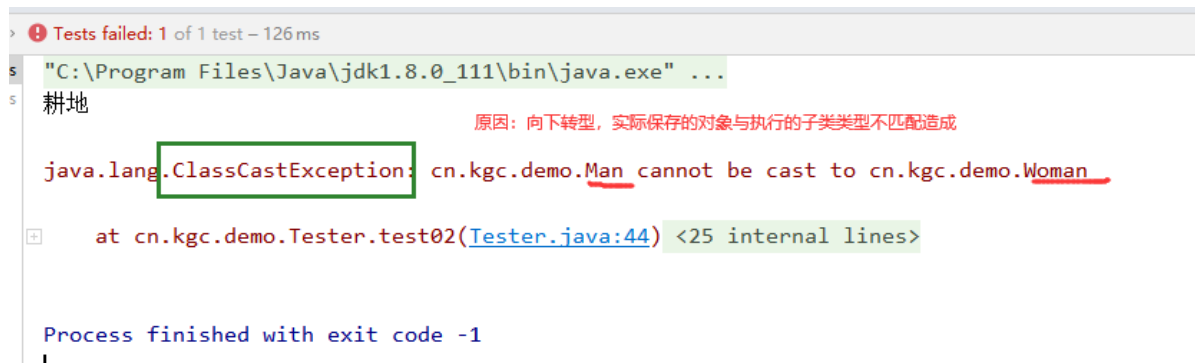 Tests failed: 1 of 1 test – 126 ms
s "C:\Program Files\Java\jdk1.8.0_111\bin\java.exe" ...
s 耕地
原因：向下转型，实际保存的对象与执行的子类类型不匹配造成
java.lang.ClassCastException: cn.kgc.demo.Man cannot be cast to cn.kgc.demo.Woman
at cn.kgc.demo.Tester.test02(Tester.java:44) <25 internal lines>
Process finished with exit code -1